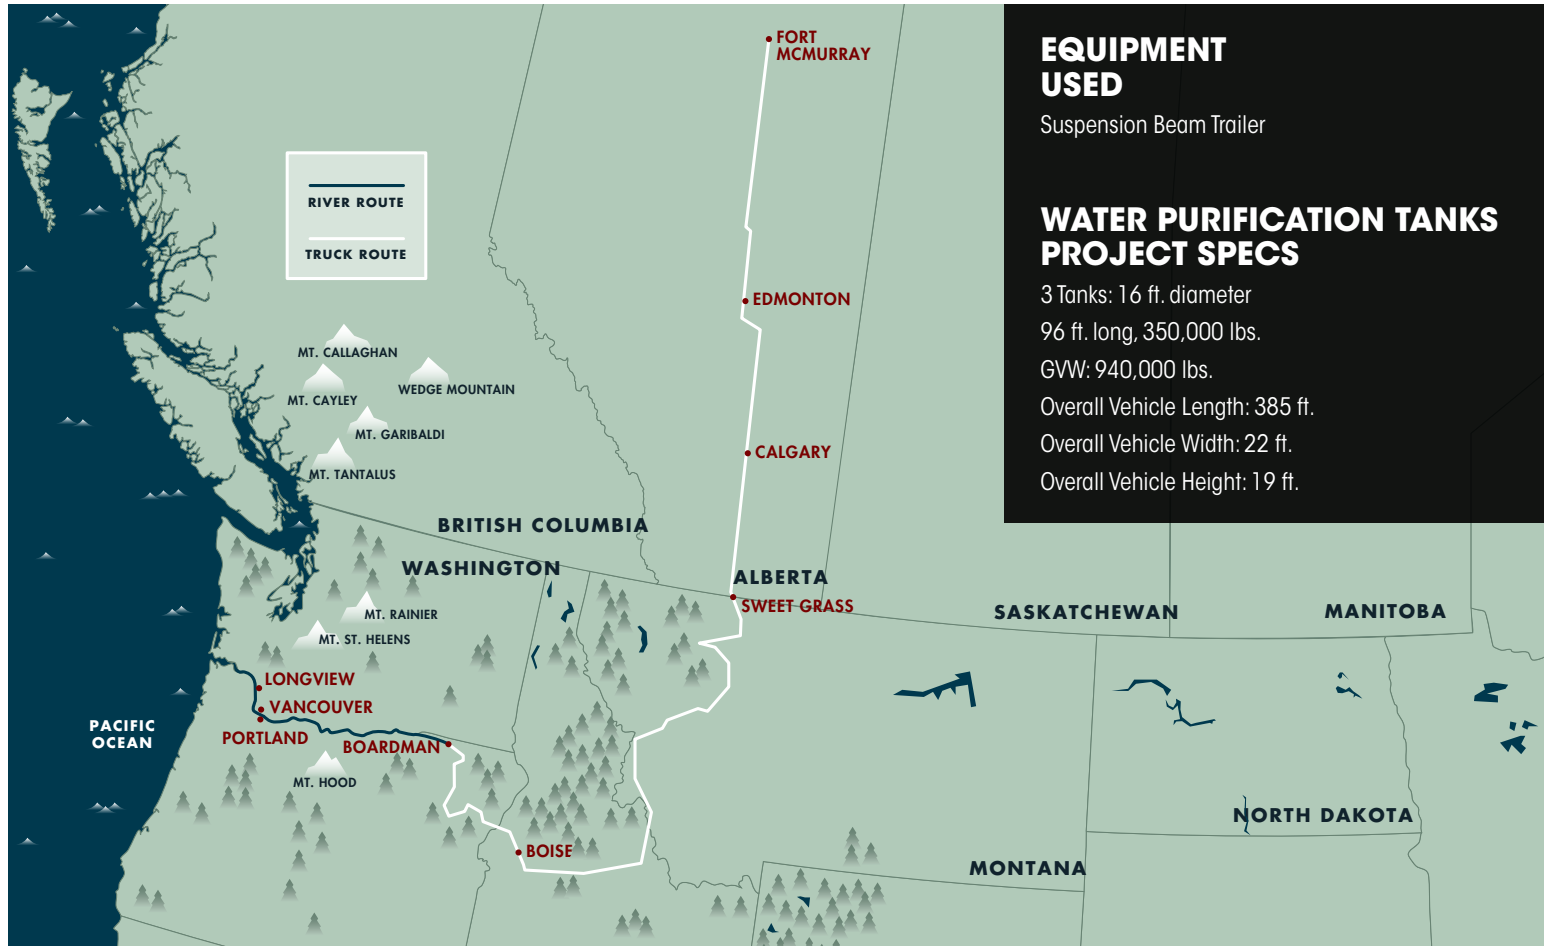 FORT
MCMURRAY
EQUIPMENT
USED
Suspension Beam Trailer
RIVER ROUTE
TRUCK ROUTE
WATER PURIFICATION TANKS
PROJECT SPECS
3 Tanks: 16 ft. diameter
96 ft. long, 350,000 lbs.
GVW: 940,000 lbs.
Overall Vehicle Length: 385 ft.
Overall Vehicle Width: 22 ft.
Overall Vehicle Height: 19 ft.
EDMONTON
MT. CALLAGHAN
WEDGE MOUNTAIN
MT. CAYLEY
MT. GARIBALDI
CALGARY
MT. TANTALUS
BRITISH COLUMBIA
WASHINGTON
ALBERTA
SWEET GRASS
SASKATCHEWAN
MANITOBA
MT. RAINIER
MT. ST. HELENS
LONGVIEW
VANCOUVER
PORTLAND
BOARDMAN
PACIFIC
OCEAN
MT. HOOD
NORTH DAKOTA
BOISE
MONTANA